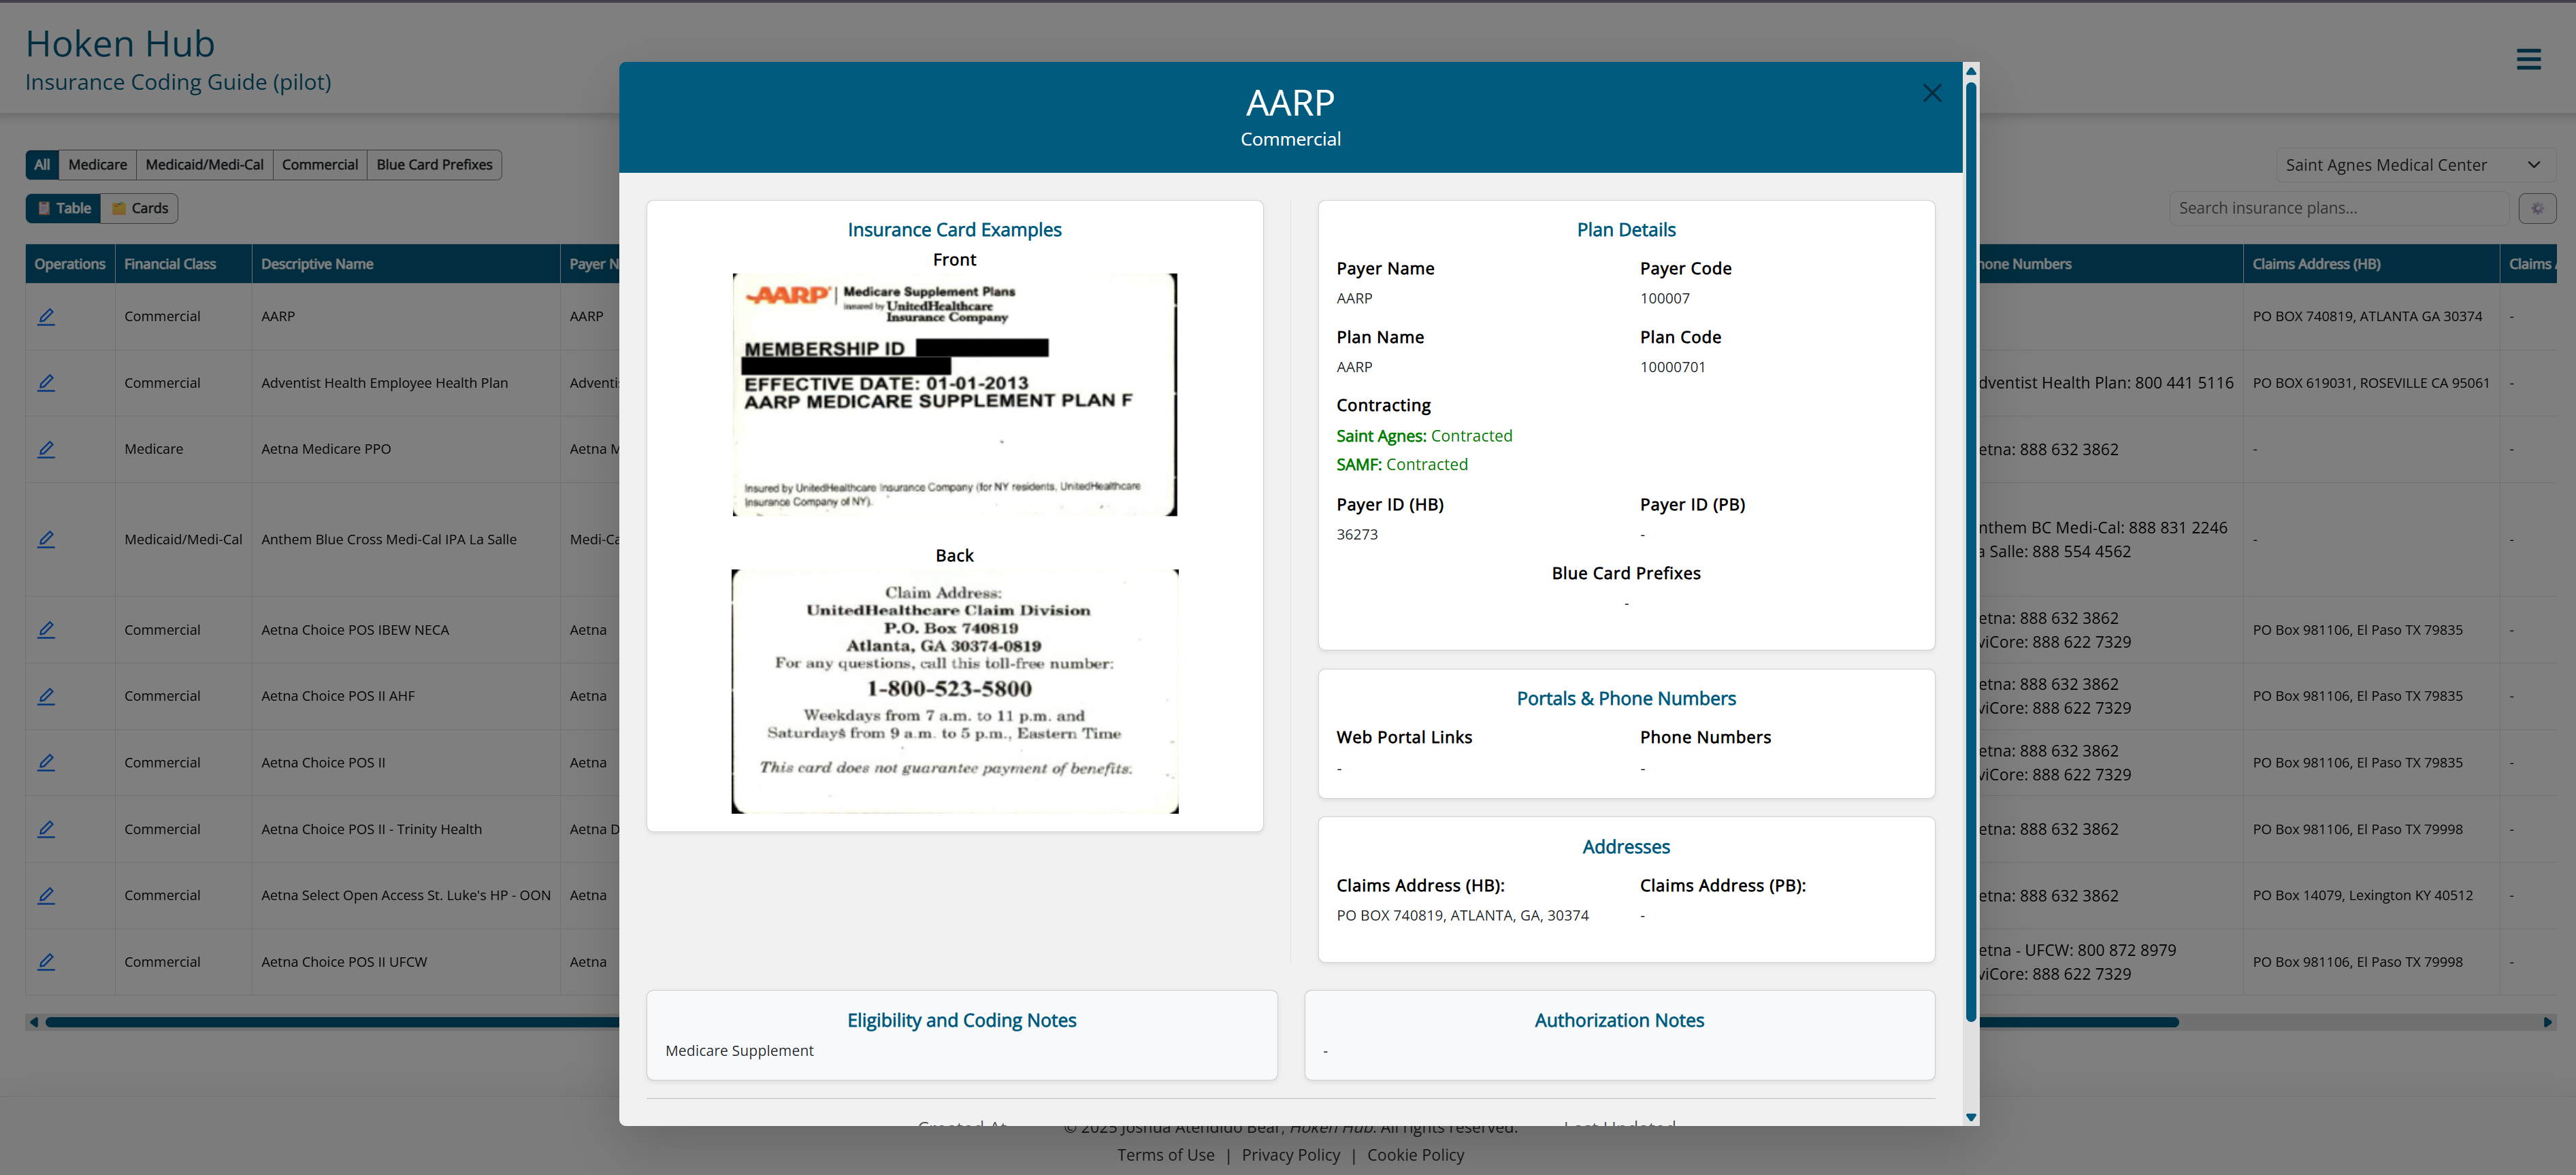 Hoken Hub
Insurance Coding Guide (pilot)
All
Medicare
Medicaid/Medi-Cal
Commercial
Blue Card Prefixes
Saint Agnes Medical Center
Table
Cards
Search insurance plans...
Operations
Financial Class
Descriptive Name
Payer N
hone Numbers
Claims Address (HB)
Claims
Commercial
AARP
AARP
PO BOX 740819, ATLANTA GA 30374
-
Commercial
Adventist Health Employee Health Plan
Adventi
dventist Health Plan: 800 441 5116
PO BOX 619031, ROSEVILLE CA 95061
-
Medicare
Aetna Medicare PPO
Aetna M
etna: 888 632 3862
-
-
Medicaid/Medi-Cal
Anthem Blue Cross Medi-Cal IPA La Salle
Medi-Ca
nthem BC Medi-Cal: 888 831 2246
a Salle: 888 554 4562
-
-
Commercial
Aetna Choice POS IBEW NECA
Aetna
etna: 888 632 3862
viCore: 888 622 7329
PO Box 981106, El Paso TX 79835
-
Commercial
Aetna Choice POS II AHF
Aetna
etna: 888 632 3862
viCore: 888 622 7329
PO Box 981106, El Paso TX 79835
-
Commercial
Aetna Choice POS II
Aetna
etna: 888 632 3862
viCore: 888 622 7329
PO Box 981106, El Paso TX 79835
-
Commercial
Aetna Choice POS II - Trinity Health
Aetna D
etna: 888 632 3862
PO Box 981106, El Paso TX 79998
-
Commercial
Aetna Select Open Access St. Luke's HP - OON
Aetna
etna: 888 632 3862
PO Box 14079, Lexington KY 40512
-
Commercial
Aetna Choice POS II UFCW
Aetna
etna - UFCW: 800 872 8979
viCore: 888 622 7329
PO Box 981106, El Paso TX 79998
-
AARP
Commercial
Insurance Card Examples
Front
AARP | Medicare Supplement Plans
insured by UnitedHealthcare
Insurance Company
MEMBERSHIP ID
EFFECTIVE DATE: 01-01-2013
AARP MEDICARE SUPPLEMENT PLAN F
Insured by UnitedHealthcare Insurance Company (for NY residents, UnitedHealthcare
Insurance Company of NY).
Back
Claim Address:
UnitedHealthcare Claim Division
P.O. Box 740819
Atlanta, GA 30374-0819
For any questions, call this toll-free number:
1-800-523-5800
Weekdays from 7 a.m. to 11 p.m. and
Saturdays from 9 a.m. to 5 p.m., Eastern Time
This card does not guarantee payment of benefits.
Plan Details
Payer Name
Payer Code
AARP
100007
Plan Name
Plan Code
AARP
10000701
Contracting
Saint Agnes: Contracted
SAMF: Contracted
Payer ID (HB)
Payer ID (PB)
36273
-
Blue Card Prefixes
-
Portals & Phone Numbers
Web Portal Links
Phone Numbers
-
-
Addresses
Claims Address (HB):
Claims Address (PB):
PO BOX 740819, ATLANTA, GA, 30374
-
Eligibility and Coding Notes
Medicare Supplement
Authorization Notes
-
Created At
Last Updated
© 2025 Joshua Atendido Bear, Hoken Hub. All rights reserved.
Terms of Use | Privacy Policy | Cookie Policy